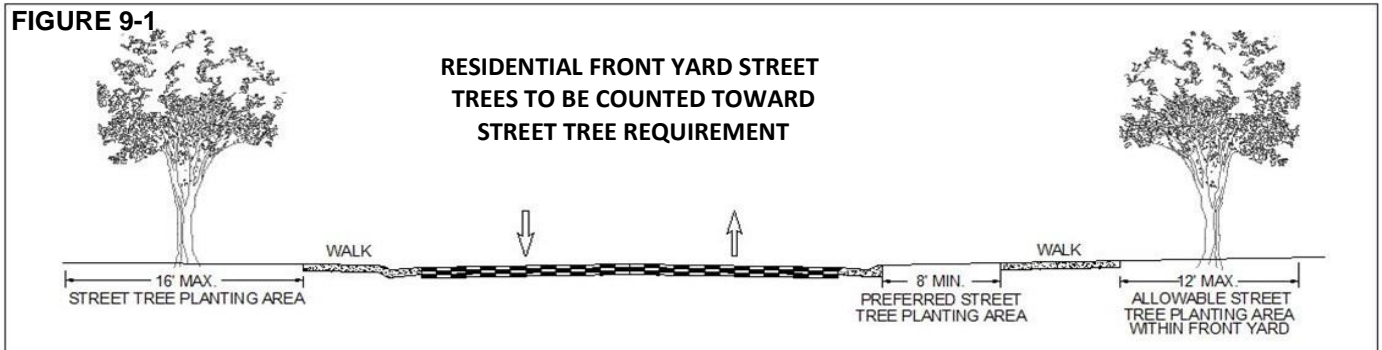 FIGURE 9-1
RESIDENTIAL FRONT YARD STREET
TREES TO BE COUNTED TOWARD
STREET TREE REQUIREMENT
WALK
16' MAX.
STREET TREE PLANTING AREA
8' MIN.
PREFERRED STREET
TREE PLANTING AREA
WALK
12' MAX.
ALLOWABLE STREET
TREE PLANTING AREA
WITHIN FRONT YARD